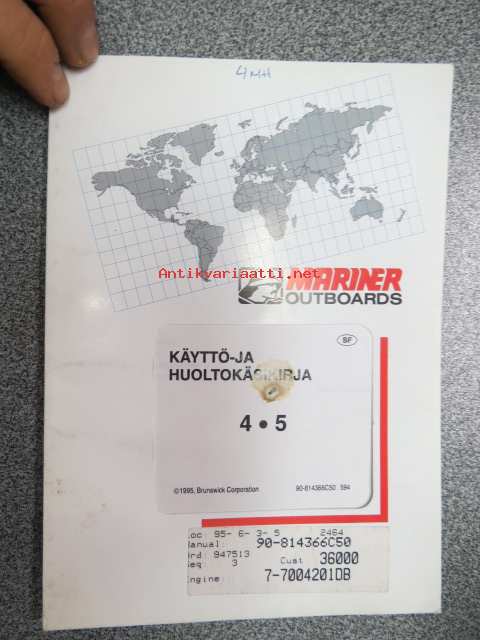 4MH
Antikvariaatti.net
MARINER
OUTBOARDS
SF
KÄYTTÖ-JA
HUOLTOKÄSIKIRJA
4 • 5
©1995, Brunswick Corporation 90-814366C50 594
Loc: 95- 6- 3- 5 2464
Manual: 90-814366C50
Ord: 947513 Cust 36000
Seq: 3
Engine: 7-7004201DB